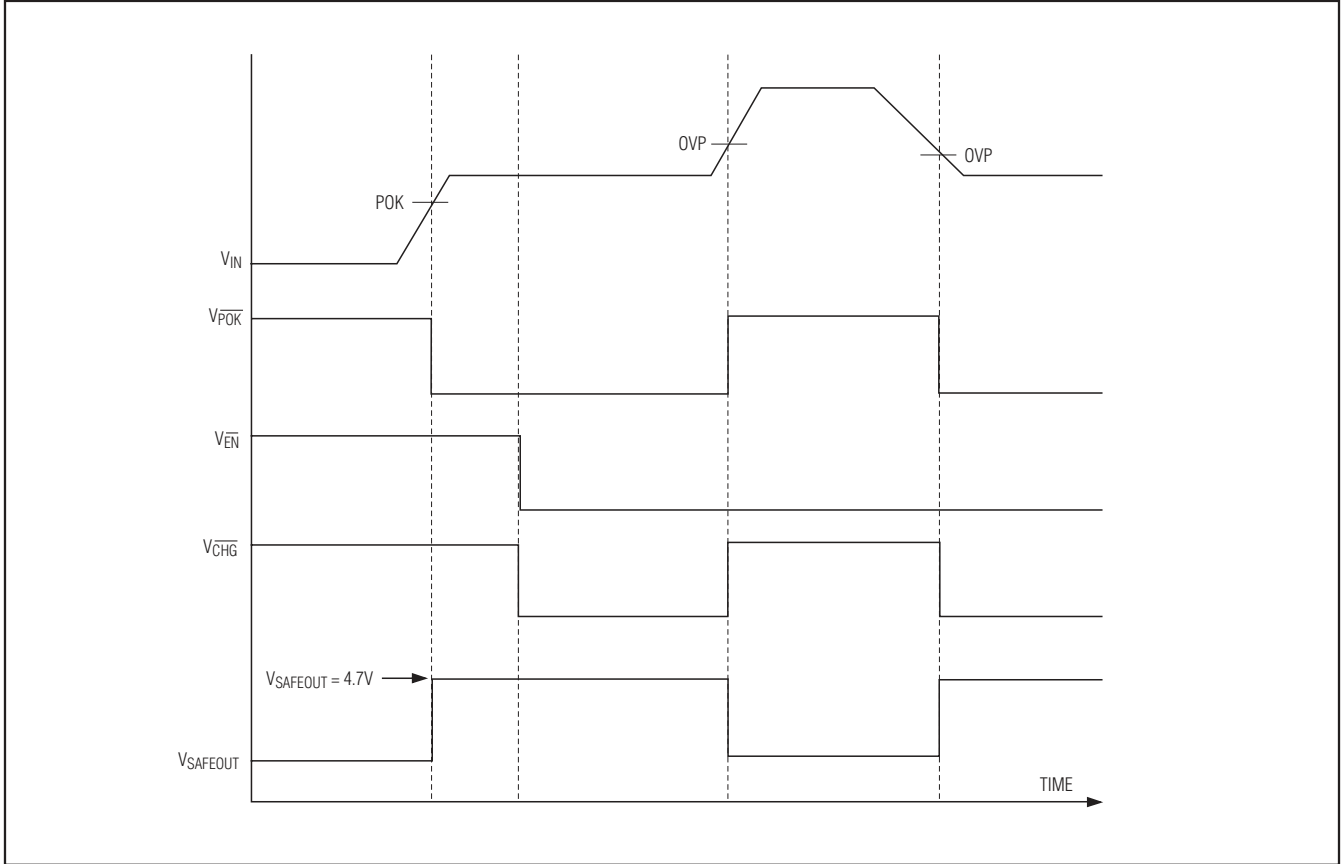 OVP
OVP
POK
VIN
VPOK
VEN
VCHG
VSAFEOUT = 4.7V
VSAFEOUT
TIME